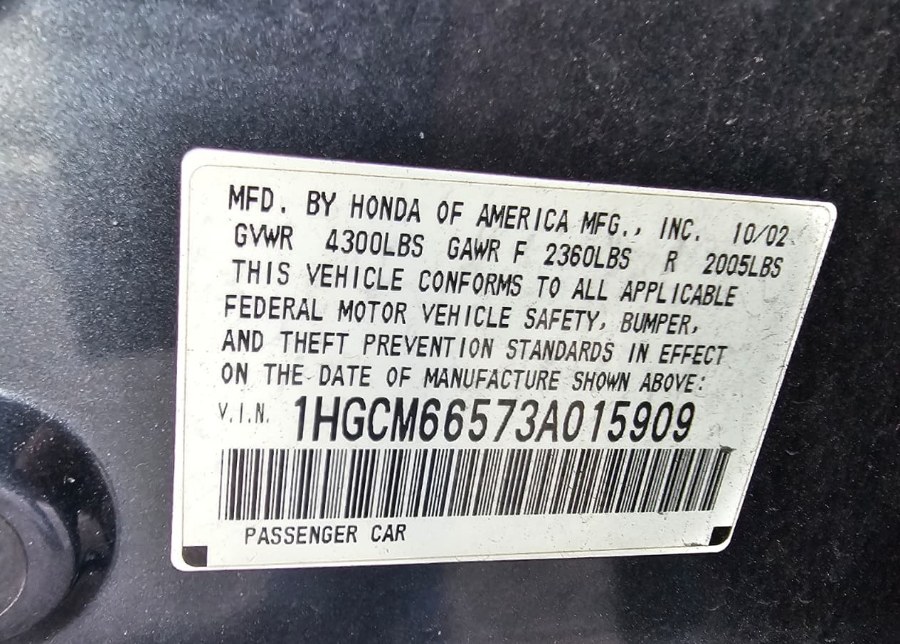 MFD. BY HONDA OF AMERICA MFG., INC. 10/02
GVWR 4300LBS GAWR F 2360LBS R 2005LBS
THIS VEHICLE CONFORMS TO ALL APPLICABLE
FEDERAL MOTOR VEHICLE SAFETY, BUMPER,
AND THEFT PREVENTION STANDARDS IN EFFECT
ON THE DATE OF MANUFACTURE SHOWN ABOVE:
V.I.N. 1HGCM66573A015909
PASSENGER CAR